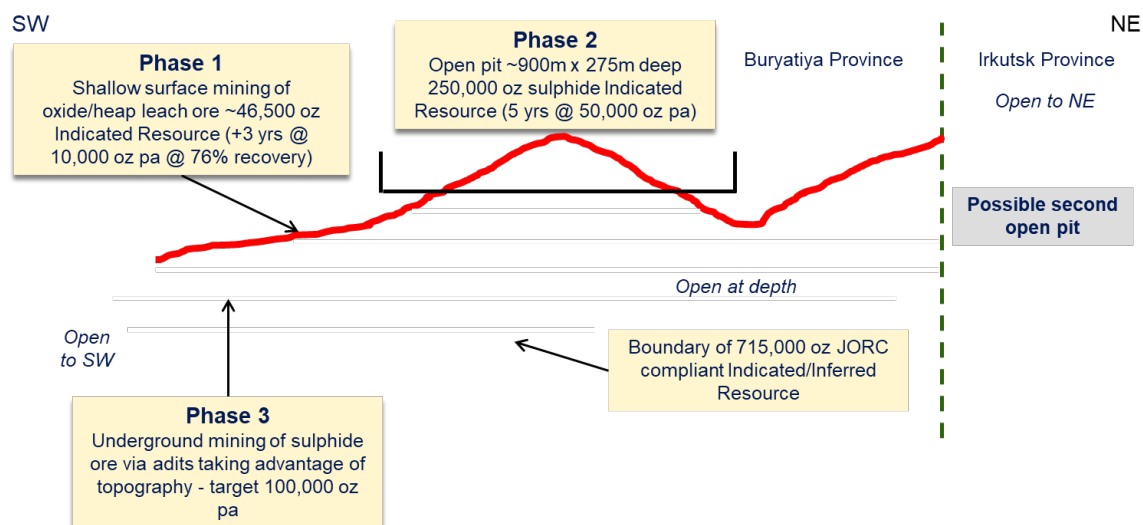 SW
NE
Phase 1
Shallow surface mining of
oxide/heap leach ore ~46,500 oz
Indicated Resource (+3 yrs @
10,000 oz pa @ 76% recovery)
Phase 2
Open pit ~900m x 275m deep
250,000 oz sulphide Indicated
Resource (5 yrs @ 50,000 oz pa)
Buryatiya Province
Irkutsk Province
Open to NE
Possible second
open pit
Open at depth
Open
to SW
Boundary of 715,000 oz JORC
compliant Indicated/Inferred
Resource
Phase 3
Underground mining of sulphide
ore via adits taking advantage of
topography - target 100,000 oz
pa